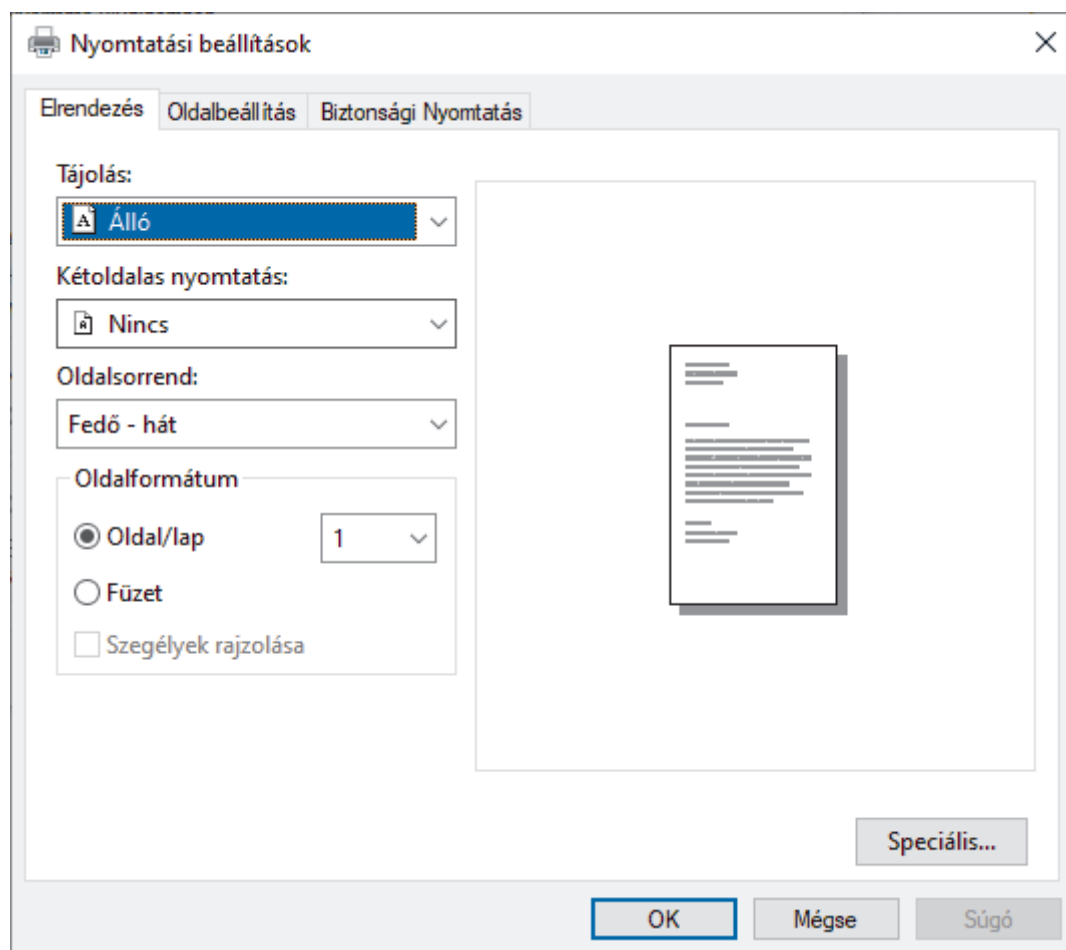 Nyomtatási beállítások
Elrendezés Oldalbeállítás Biztonsági Nyomtatás
Tájolás:
A Álló
Kétoldalas nyomtatás:
Nincs
Oldalsorrend:
Fedő - hát
Oldalformátum
Oldal/lap 1
Füzet
Szegélyek rajzolása
Speciális...
OK Mégse Súgó